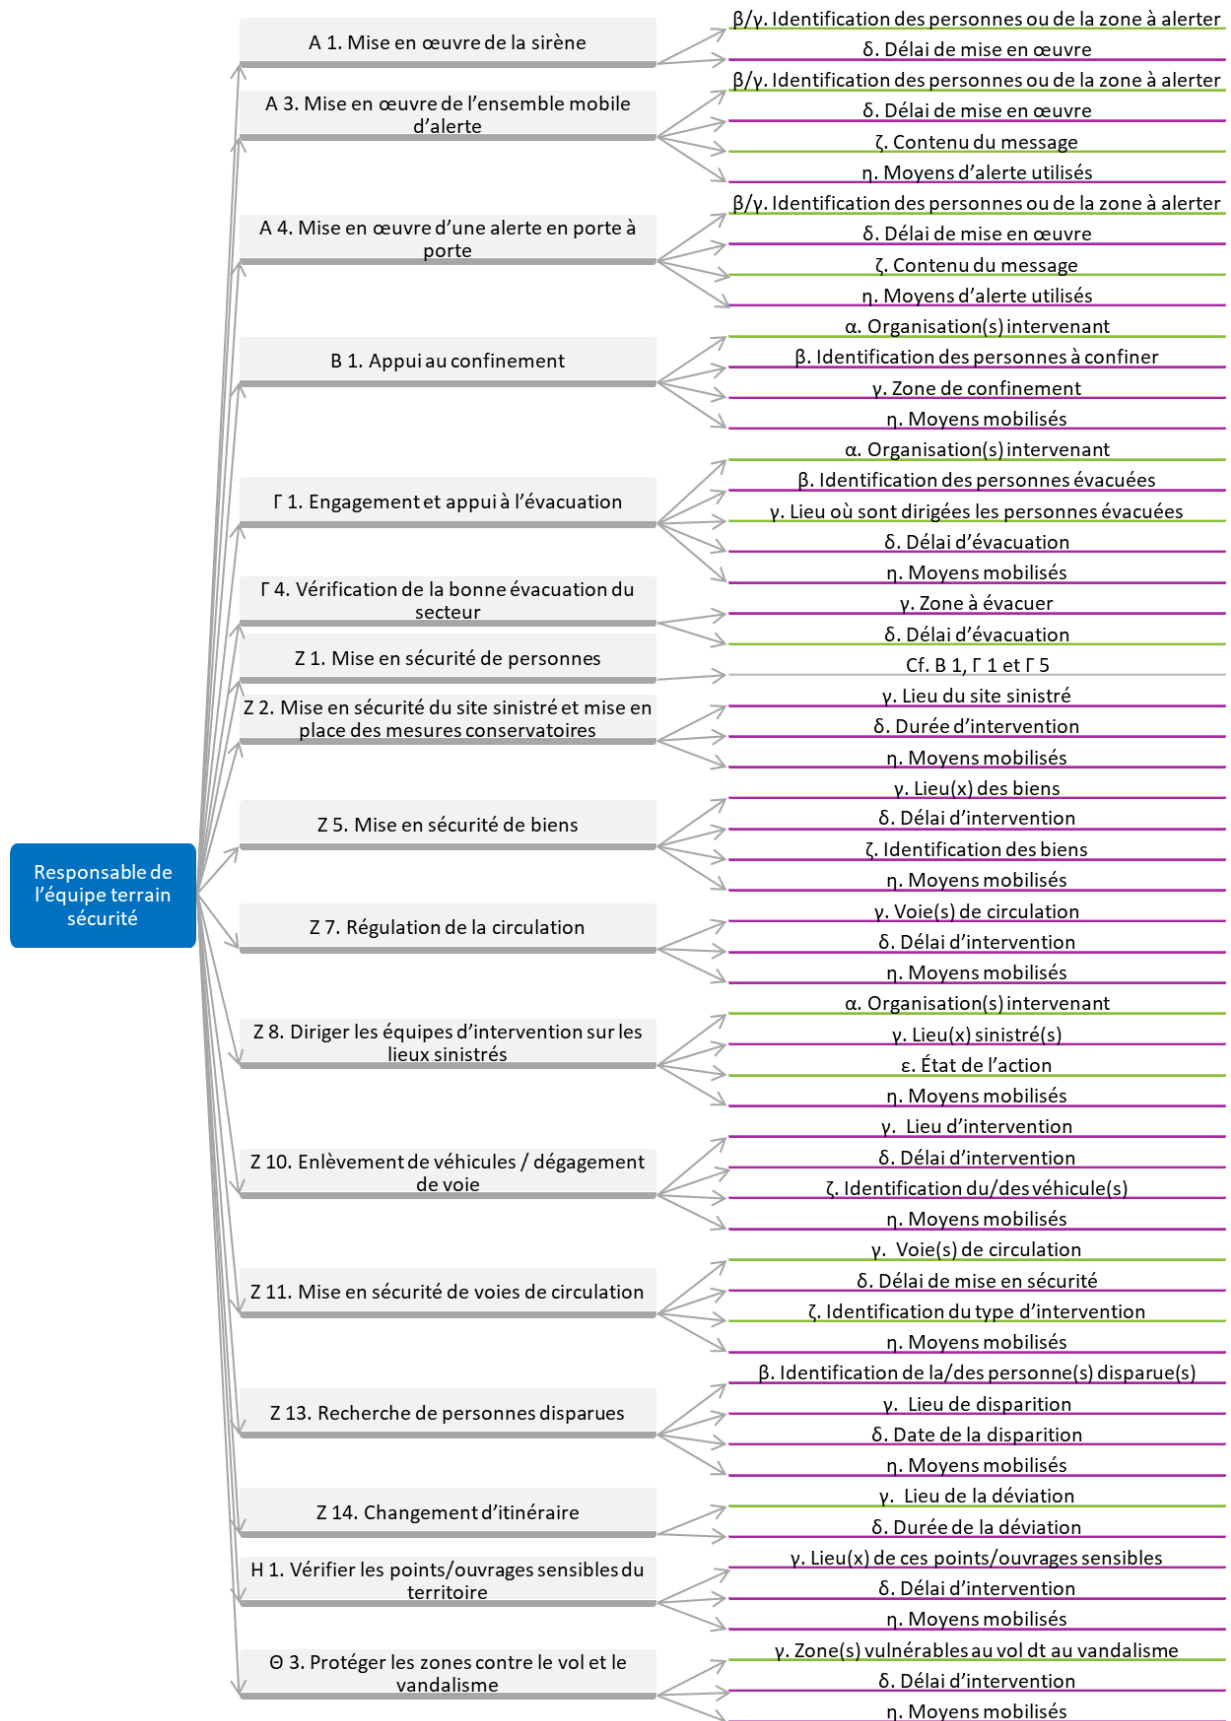 Responsable de
l'équipe terrain
sécurité
A 1. Mise en œuvre de la sirène
β/γ. Identification des personnes ou de la zone à alerter
δ. Délai de mise en œuvre
A 3. Mise en œuvre de l'ensemble mobile
d'alerte
β/γ. Identification des personnes ou de la zone à alerter
δ. Délai de mise en œuvre
ζ. Contenu du message
η. Moyens d'alerte utilisés
A 4. Mise en œuvre d'une alerte en porte à
porte
β/γ. Identification des personnes ou de la zone à alerter
δ. Délai de mise en œuvre
ζ. Contenu du message
η. Moyens d'alerte utilisés
B 1. Appui au confinement
α. Organisation(s) intervenant
β. Identification des personnes à confiner
γ. Zone de confinement
η. Moyens mobilisés
Γ 1. Engagement et appui à l'évacuation
α. Organisation(s) intervenant
β. Identification des personnes évacuées
γ. Lieu où sont dirigées les personnes évacuées
δ. Délai d'évacuation
η. Moyens mobilisés
Γ 4. Vérification de la bonne évacuation du
secteur
γ. Zone à évacuer
δ. Délai d'évacuation
Z 1. Mise en sécurité de personnes
Cf. B 1, Γ 1 et Γ 5
Z 2. Mise en sécurité du site sinistré et mise en
place des mesures conservatoires
γ. Lieu du site sinistré
δ. Durée d'intervention
η. Moyens mobilisés
Z 5. Mise en sécurité de biens
γ. Lieu(x) des biens
δ. Délai d'intervention
ζ. Identification des biens
η. Moyens mobilisés
Z 7. Régulation de la circulation
γ. Voie(s) de circulation
δ. Délai d'intervention
η. Moyens mobilisés
Z 8. Diriger les équipes d'intervention sur les
lieux sinistrés
α. Organisation(s) intervenant
γ. Lieu(x) sinistré(s)
ε. État de l'action
η. Moyens mobilisés
Z 10. Enlèvement de véhicules / dégagement
de voie
γ. Lieu d'intervention
δ. Délai d'intervention
ζ. Identification du/des véhicule(s)
η. Moyens mobilisés
Z 11. Mise en sécurité de voies de circulation
γ. Voie(s) de circulation
δ. Délai de mise en sécurité
ζ. Identification du type d'intervention
η. Moyens mobilisés
Z 13. Recherche de personnes disparues
β. Identification de la/des personne(s) disparue(s)
γ. Lieu de disparition
δ. Date de la disparition
η. Moyens mobilisés
Z 14. Changement d'itinéraire
γ. Lieu de la déviation
δ. Durée de la déviation
H 1. Vérifier les points/ouvrages sensibles du
territoire
γ. Lieu(x) de ces points/ouvrages sensibles
δ. Délai d'intervention
η. Moyens mobilisés
Θ 3. Protéger les zones contre le vol et le
vandalisme
γ. Zone(s) vulnérables au vol dt au vandalisme
δ. Délai d'intervention
η. Moyens mobilisés